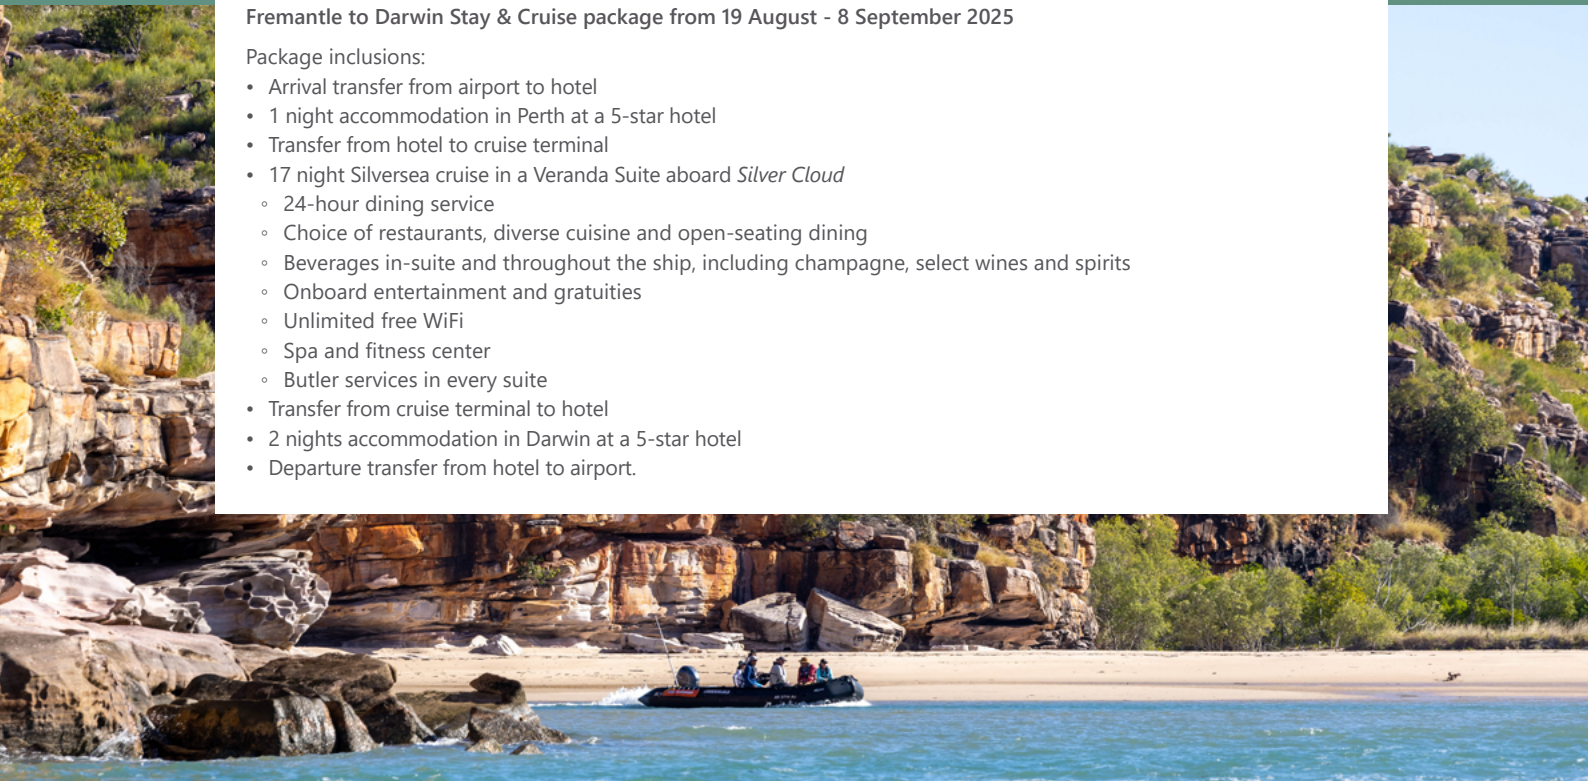 Fremantle to Darwin Stay & Cruise package from 19 August - 8 September 2025
Package inclusions:
• Arrival transfer from airport to hotel
• 1 night accommodation in Perth at a 5-star hotel
• Transfer from hotel to cruise terminal
• 17 night Silversea cruise in a Veranda Suite aboard Silver Cloud
◦ 24-hour dining service
◦ Choice of restaurants, diverse cuisine and open-seating dining
◦ Beverages in-suite and throughout the ship, including champagne, select wines and spirits
◦ Onboard entertainment and gratuities
◦ Unlimited free WiFi
◦ Spa and fitness center
◦ Butler services in every suite
• Transfer from cruise terminal to hotel
• 2 nights accommodation in Darwin at a 5-star hotel
• Departure transfer from hotel to airport.